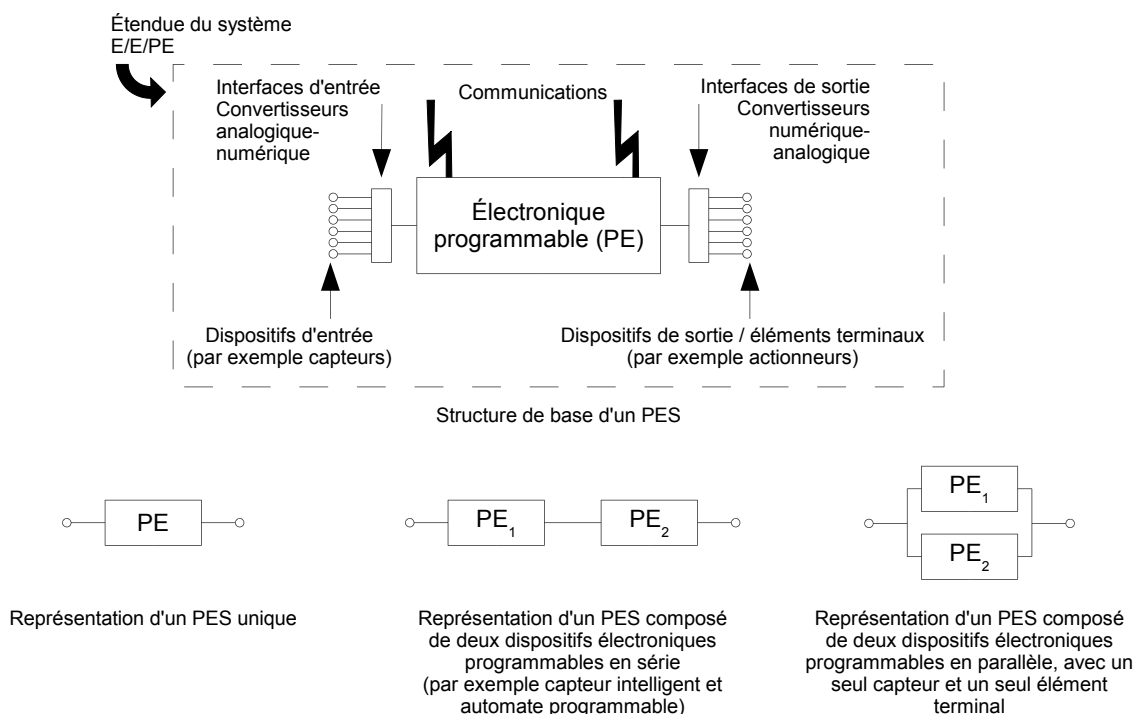 Étendue du système
E/E/PE
Interfaces d'entrée
Convertisseurs
analogique-
numérique
Communications
Interfaces de sortie
Convertisseurs
numérique-
analogique
Électronique
programmable (PE)
Dispositifs d'entrée
(par exemple capteurs)
Dispositifs de sortie / éléments terminaux
(par exemple actionneurs)
Structure de base d'un PES
PE
PE1
PE2
PE1
PE2
Représentation d'un PES unique
Représentation d'un PES composé
de deux dispositifs électroniques
programmables en série
(par exemple capteur intelligent et
automate programmable)
Représentation d'un PES composé
de deux dispositifs électroniques
programmables en parallèle, avec un
seul capteur et un seul élément
terminal